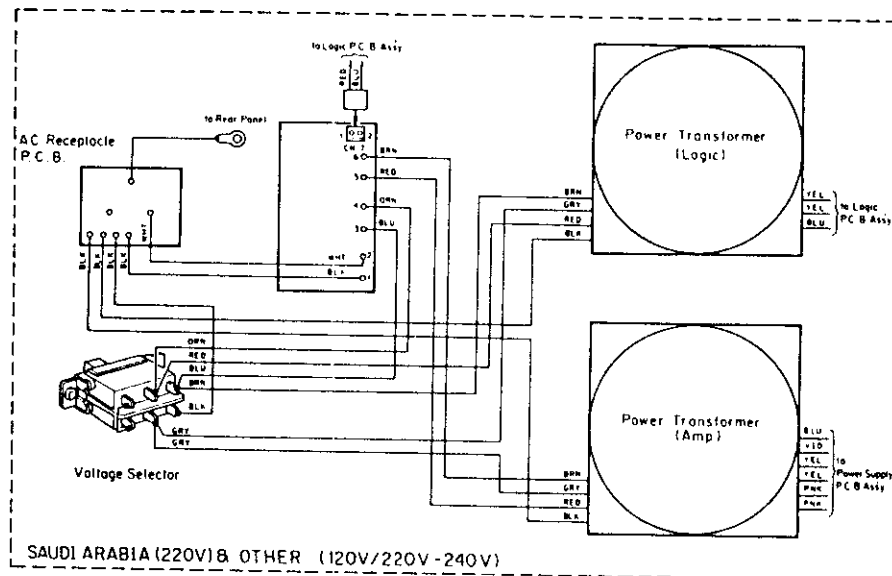 to Logic P.C.B Assy
RED
BLU
to Rear Panel
AC Receptacle
P.C.B.
1
2
CN 7
6
BRN
5
RED
4
ORN
3
BLU
WHT
2
BLK
1
WHT
BLK
BLK
BLK
BLK
Power Transformer
(Logic)
BRN
GRY
RED
BLK
YEL
YEL
BLU
to Logic
P.C.B Assy
ORN
RED
BLU
BRN
BLK
GRY
GRY
Voltage Selector
Power Transformer
(Amp)
BRN
GRY
RED
BLK
BLU
VIO
YEL
YEL
PNK
PNK
to
Power Supply
P.C.B Assy
SAUDI ARABIA (220V) & OTHER (120V/220V-240V)